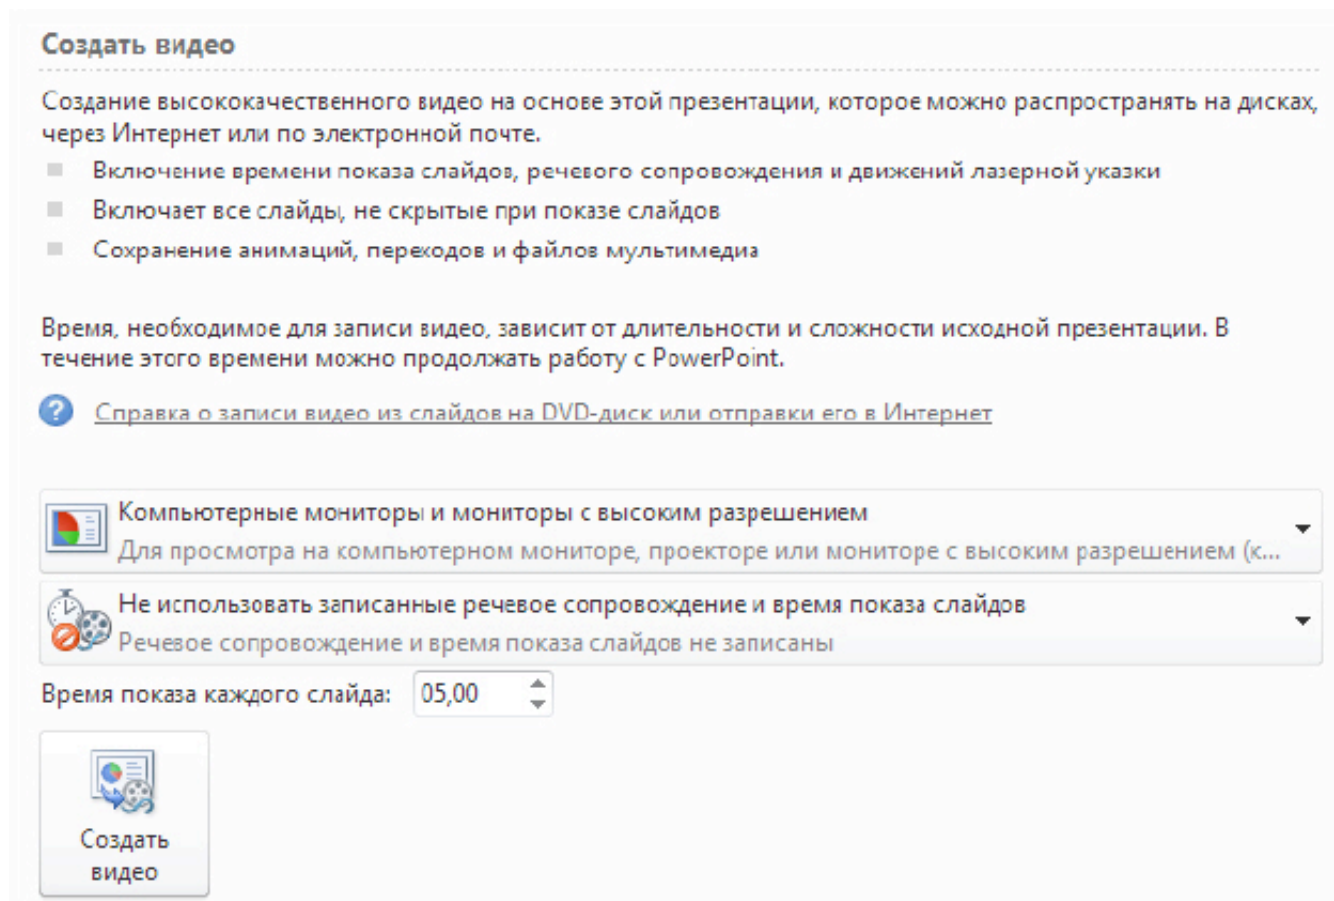 Создать видео
Создание высококачественного видео на основе этой презентации, которое можно распространять на дисках,
через Интернет или по электронной почте.
Включение времени показа слайдов, речевого сопровождения и движений лазерной указки
Включает все слайды, не скрытые при показе слайдов
Сохранение анимаций, переходов и файлов мультимедиа
Время, необходимое для записи видео, зависит от длительности и сложности исходной презентации. В
течение этого времени можно продолжать работу с PowerPoint.
Справка о записи видео из слайдов на DVD-диск или отправки его в Интернет
Компьютерные мониторы и мониторы с высоким разрешением
Для просмотра на компьютерном мониторе, проекторе или мониторе с высоким разрешением (к...
Не использовать записанные речевое сопровождение и время показа слайдов
Речевое сопровождение и время показа слайдов не записаны
Время показа каждого слайда: 05,00
Создать
видео